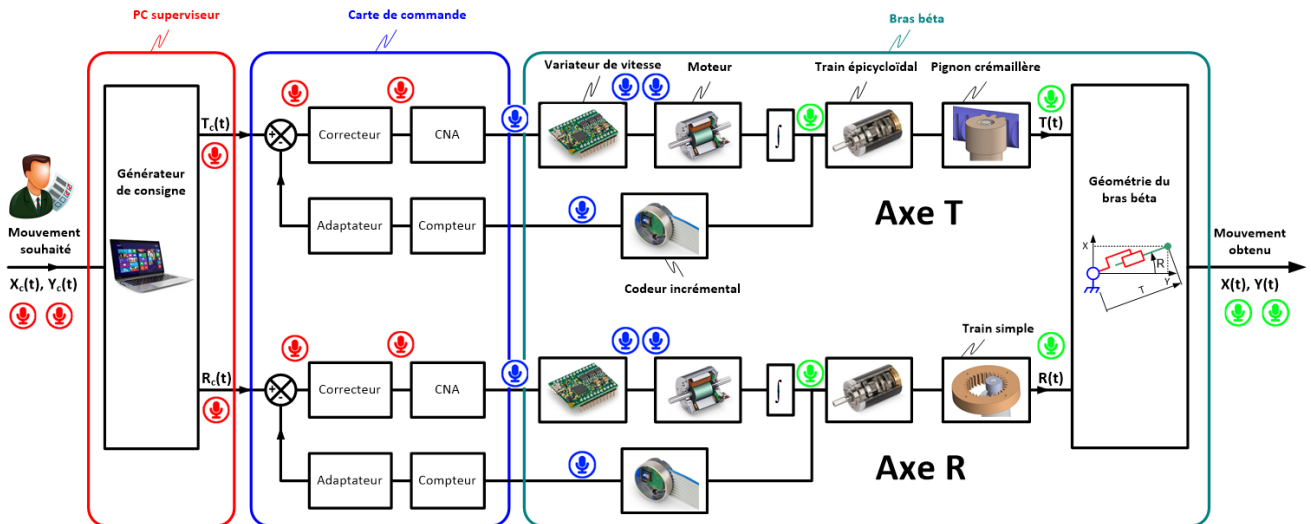 PC superviseur
Carte de commande
Bras béta
Variateur de vitesse
Moteur
Train épicycloïdal
Pignon crémaillère
Tc(t)
+
-
Correcteur
CNA
∫
T(t)
Générateur
de consigne
Adaptateur
Compteur
Axe T
Codeur incrémental
Géométrie du
bras béta
X
R
Y
T
Mouvement
souhaité
Xc(t), Yc(t)
Mouvement
obtenu
X(t), Y(t)
Train simple
Rc(t)
+
-
Correcteur
CNA
∫
R(t)
Adaptateur
Compteur
Axe R